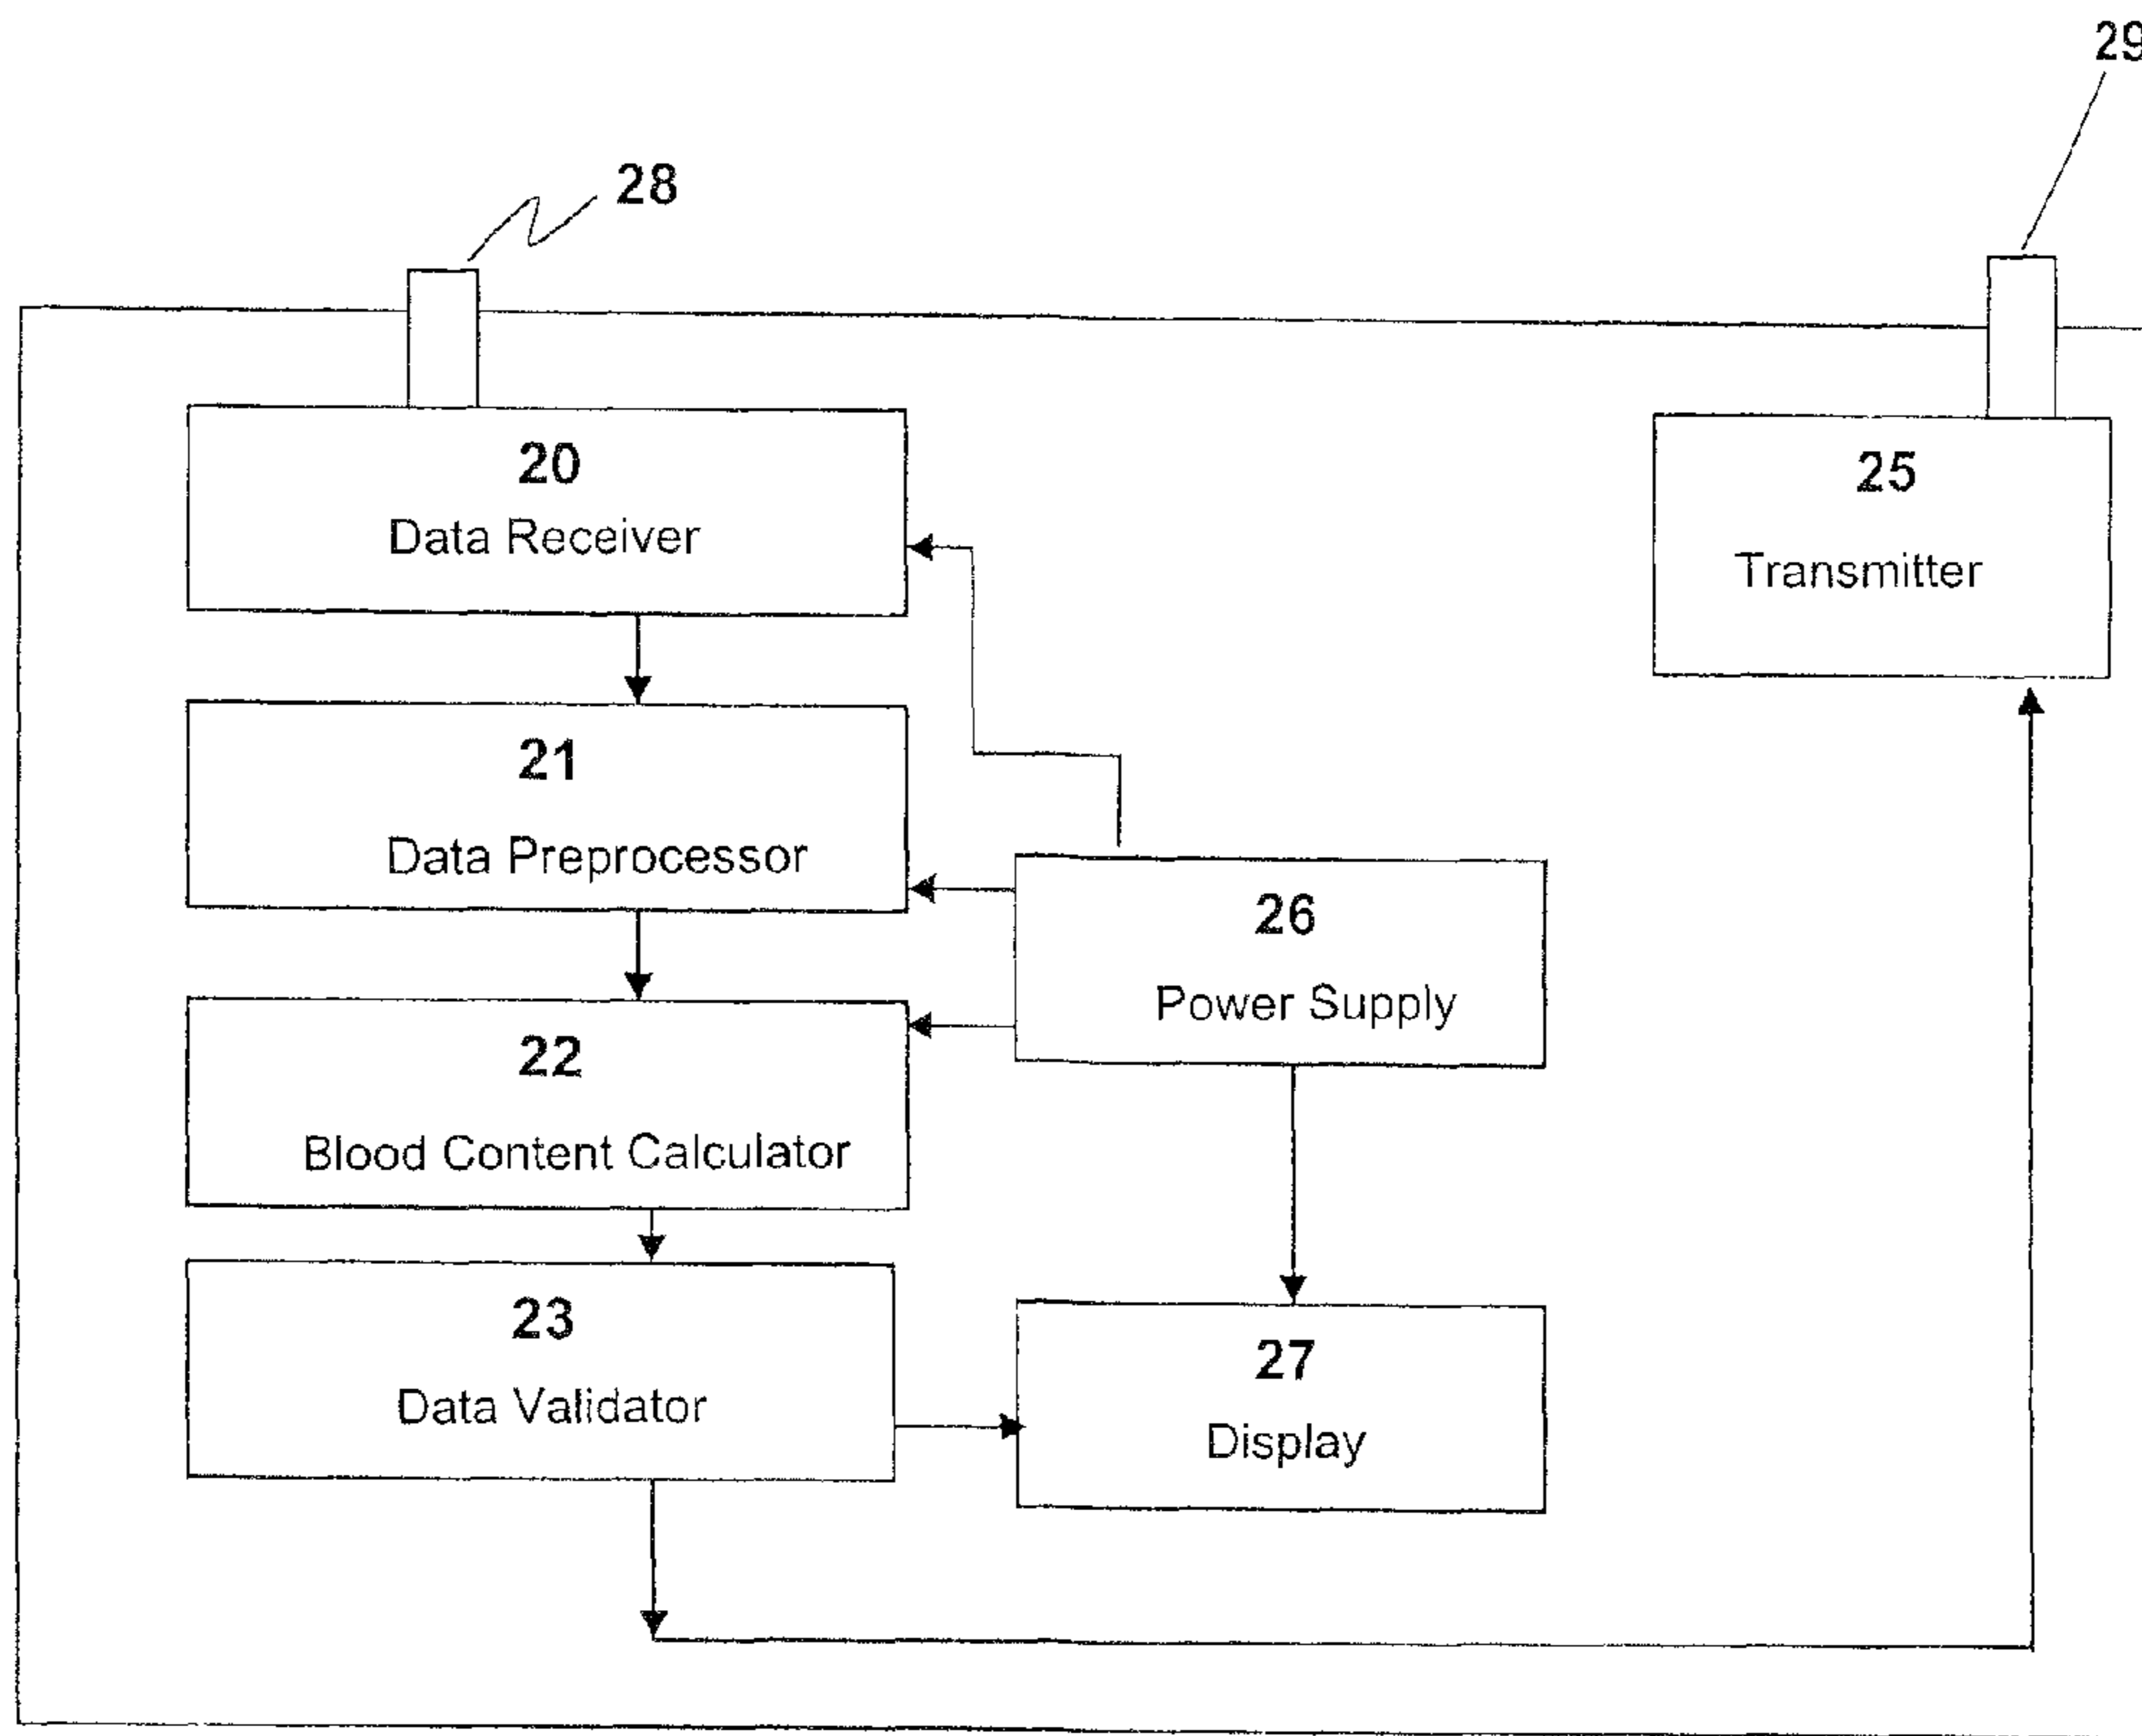 29
28
20
Data Receiver
25
Transmitter
21
Data Preprocessor
26
Power Supply
22
Blood Content Calculator
23
Data Validator
27
Display